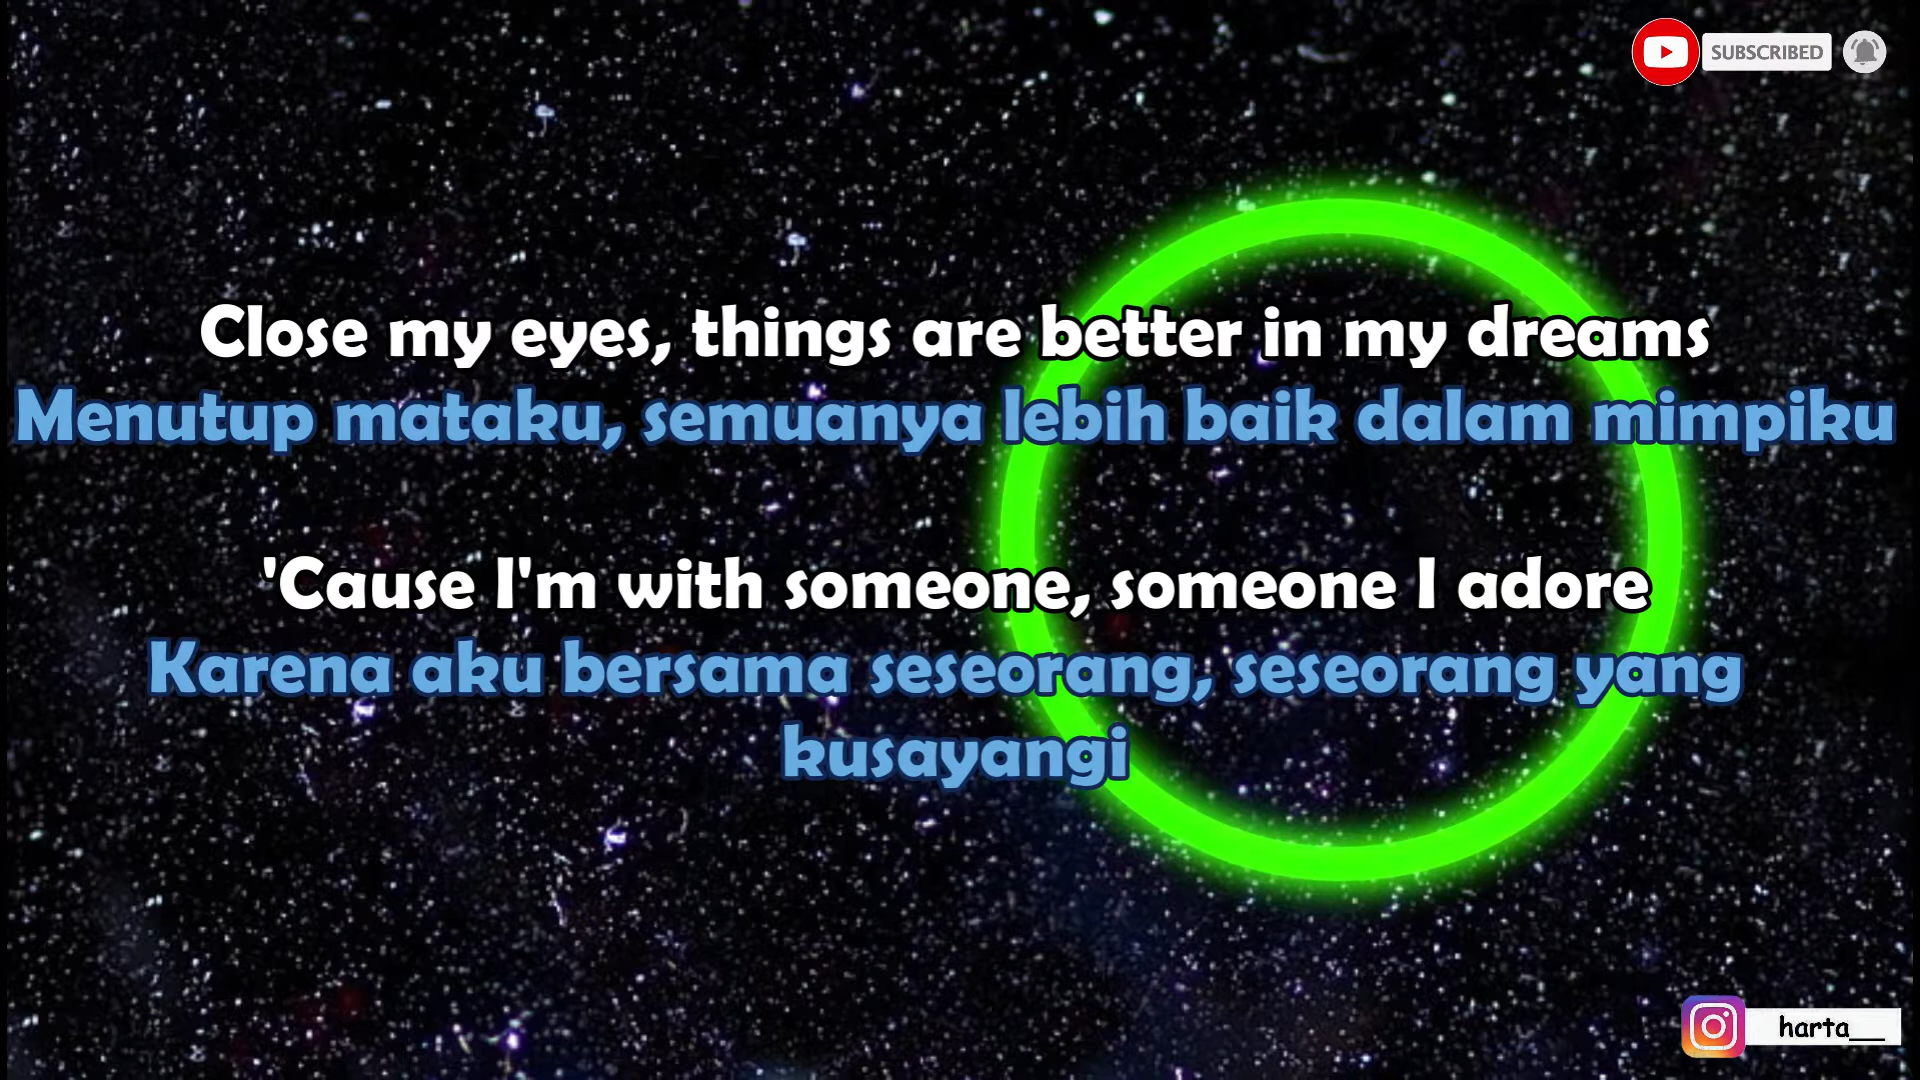 SUBSCRIBED
Close my eyes, things are better in my dreams
Menutup mataku, semuanya lebih baik dalam mimpiku
'Cause I'm with someone, someone I adore
Karena aku bersama seseorang, seseorang yang
kusayangi
harta__